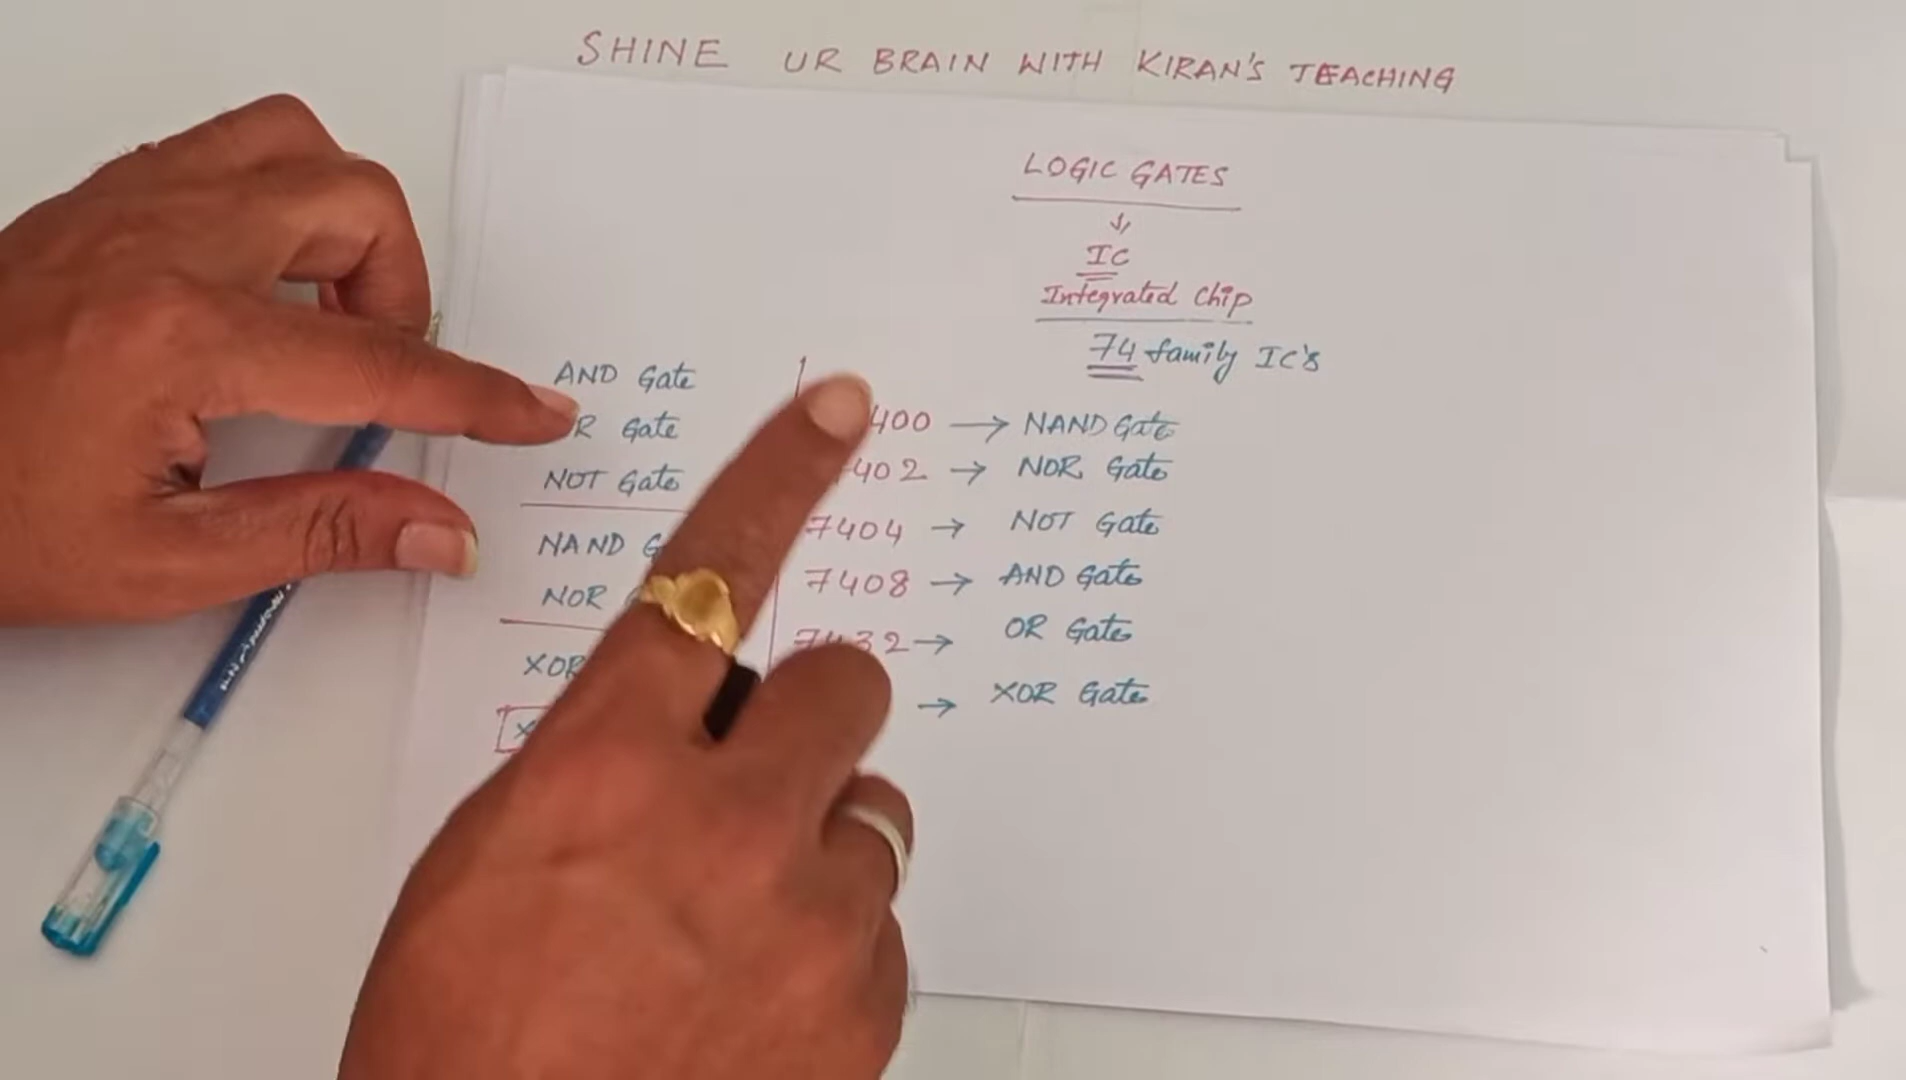 SHINE UR BRAIN WITH KIRAN'S TEACHING
LOGIC GATES
IC
Integrated Chip
74 family IC's
AND Gate
Gate
NOT Gate
NAND
NOR
XOR
400 → NAND Gate
402 → NOR Gate
7404 → NOT Gate
7408 → AND Gate
7432 → OR Gate
→ XOR Gate